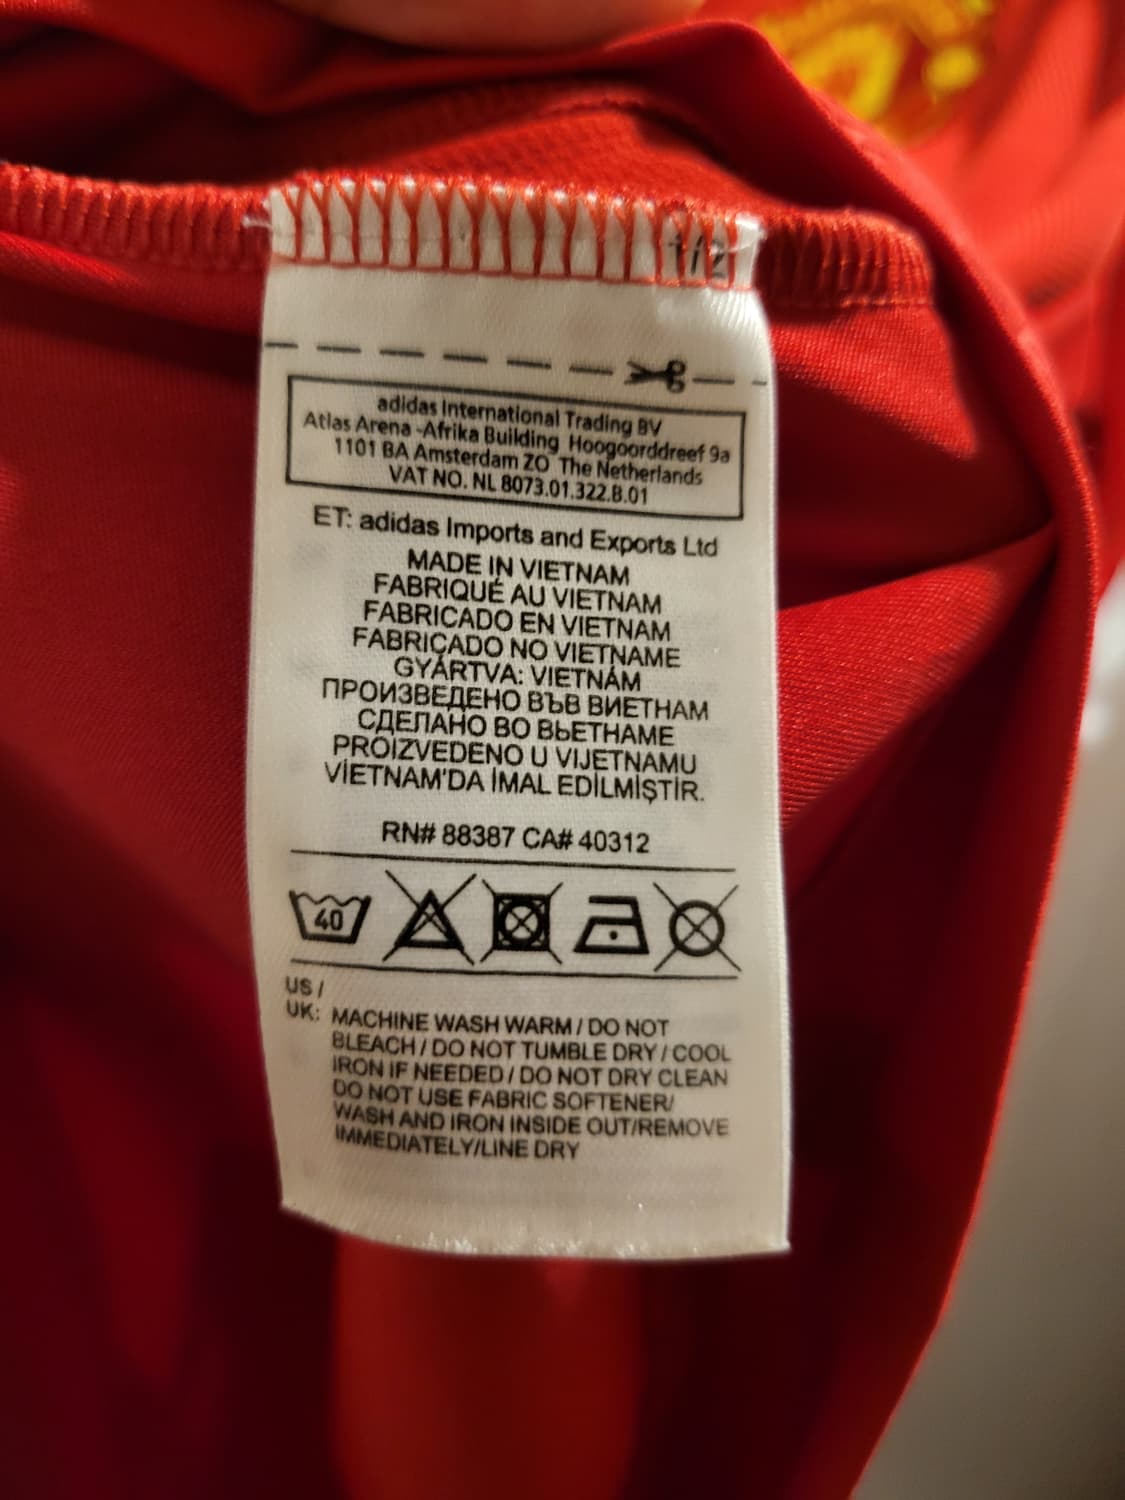 1/2
adidas International Trading BV
Atlas Arena -Afrika Building Hoogoorddreef 9a
1101 BA Amsterdam ZO The Netherlands
VAT NO. NL 8073.01.322.B.01
ET: adidas Imports and Exports Ltd
MADE IN VIETNAM
FABRIQUÉ AU VIETNAM
FABRICADO EN VIETNAM
FABRICADO NO VIETNAME
GYÁRTVA: VIETNÁM
ПРОИЗВЕДЕНО ВЪВ ВИЕТНАМ
СДЕЛАНО ВО ВЬЕТНАМЕ
PROIZVEDENO U VIJETNAMU
VİETNAM'DA İMAL EDİLMİŞTİR.
RN# 88387 CA# 40312
40
US /
UK: MACHINE WASH WARM / DO NOT
BLEACH / DO NOT TUMBLE DRY / COOL
IRON IF NEEDED / DO NOT DRY CLEAN
DO NOT USE FABRIC SOFTENER/
WASH AND IRON INSIDE OUT/REMOVE
IMMEDIATELY/LINE DRY